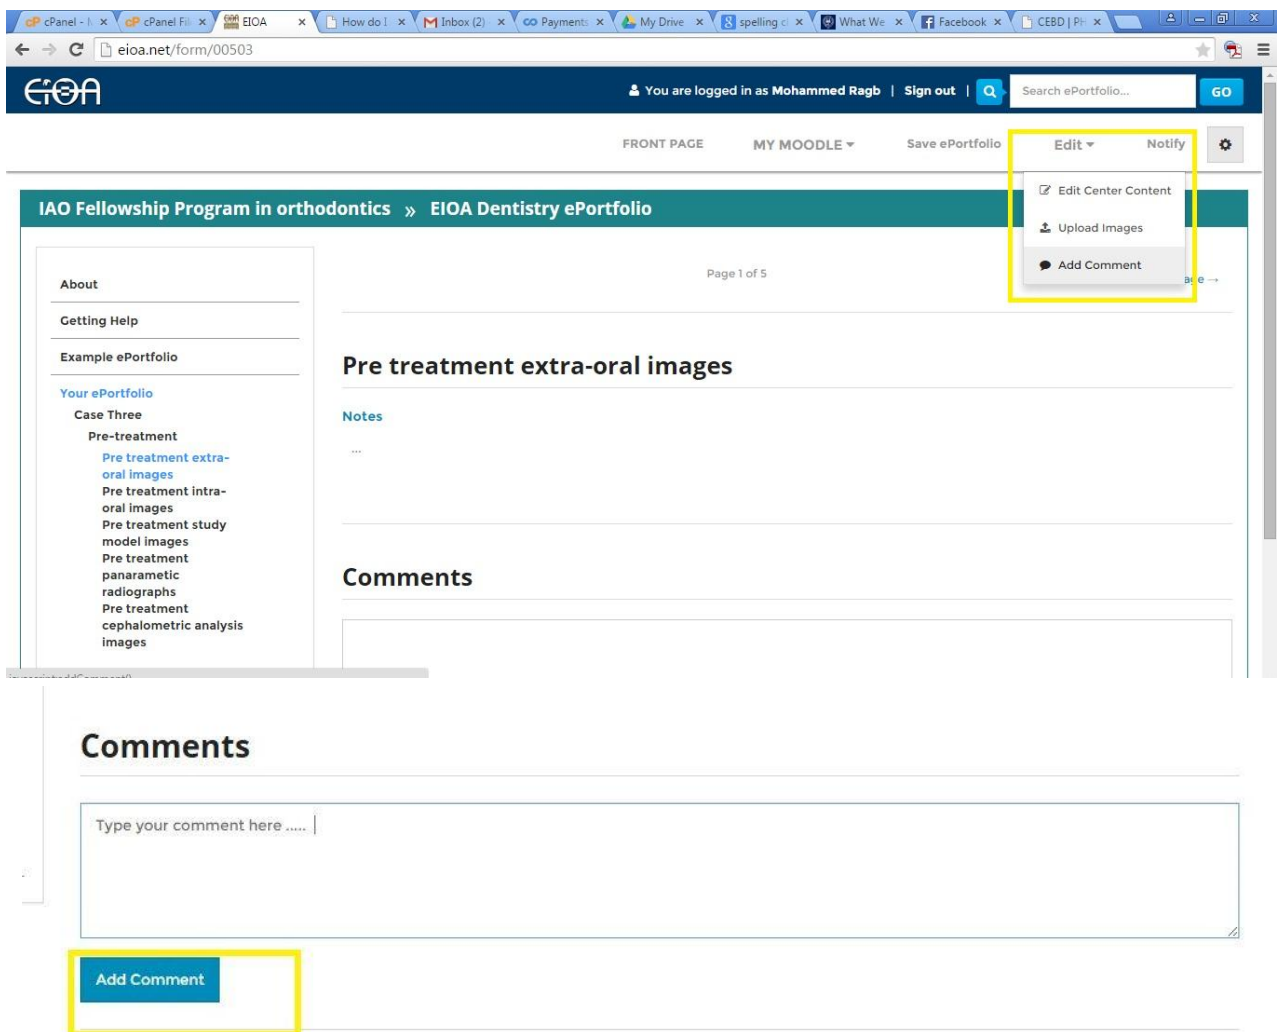 cPanel - M
cPanel Fil
EIOA
How do I
Inbox (2)
Payments
My Drive
spelling cl
What We
Facebook
CEBD | PH
eioa.net/form/00503
EIOA
You are logged in as Mohammed Ragb | Sign out |
Search ePortfolio...
GO
FRONT PAGE
MY MOODLE
Save ePortfolio
Edit
Notify
Edit Center Content
Upload Images
Add Comment
IAO Fellowship Program in orthodontics » EIOA Dentistry ePortfolio
Page 1 of 5
age →
About
Getting Help
Example ePortfolio
Your ePortfolio
Case Three
Pre-treatment
Pre treatment extra-
oral images
Pre treatment intra-
oral images
Pre treatment study
model images
Pre treatment
panarametic
radiographs
Pre treatment
cephalometric analysis
images
Pre treatment extra-oral images
Notes
...
Comments
Comments
Type your comment here .....
Add Comment